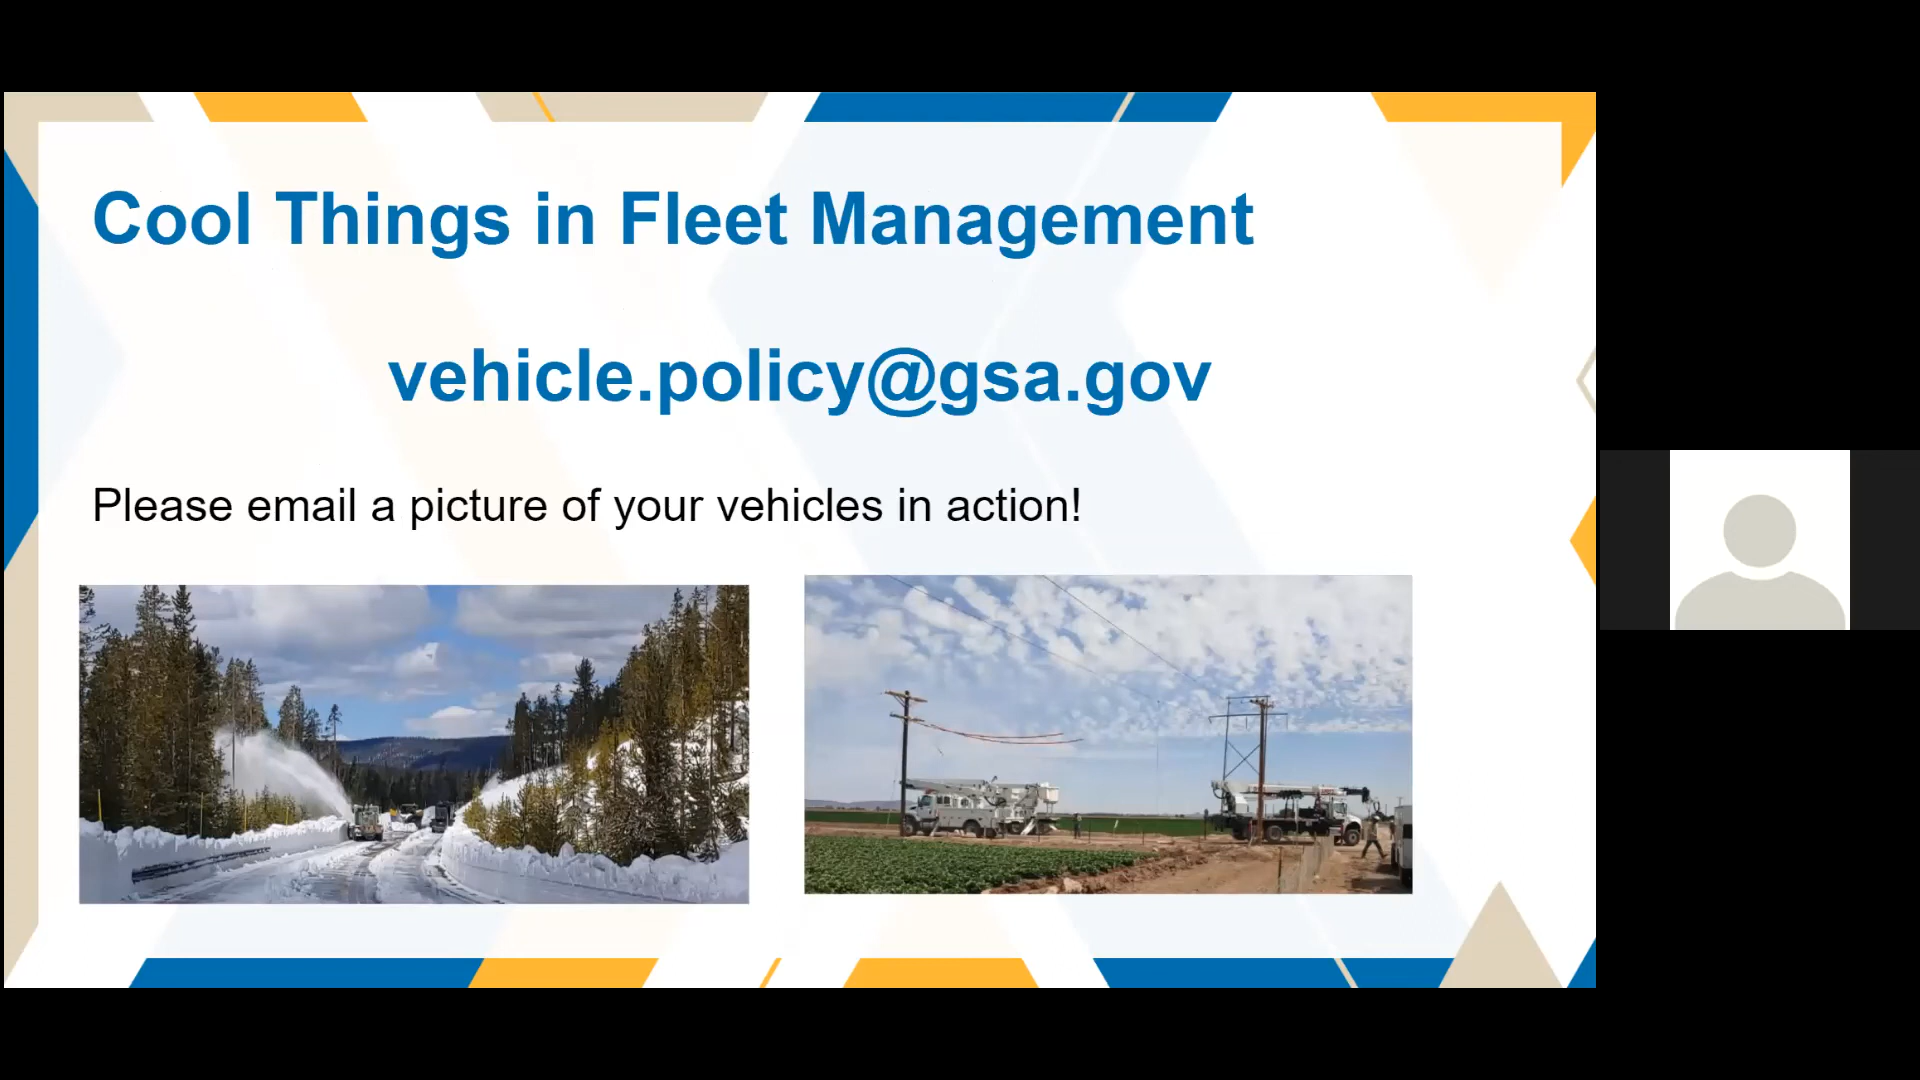 Cool Things in Fleet Management
vehicle.policy@gsa.gov
Please email a picture of your vehicles in action!